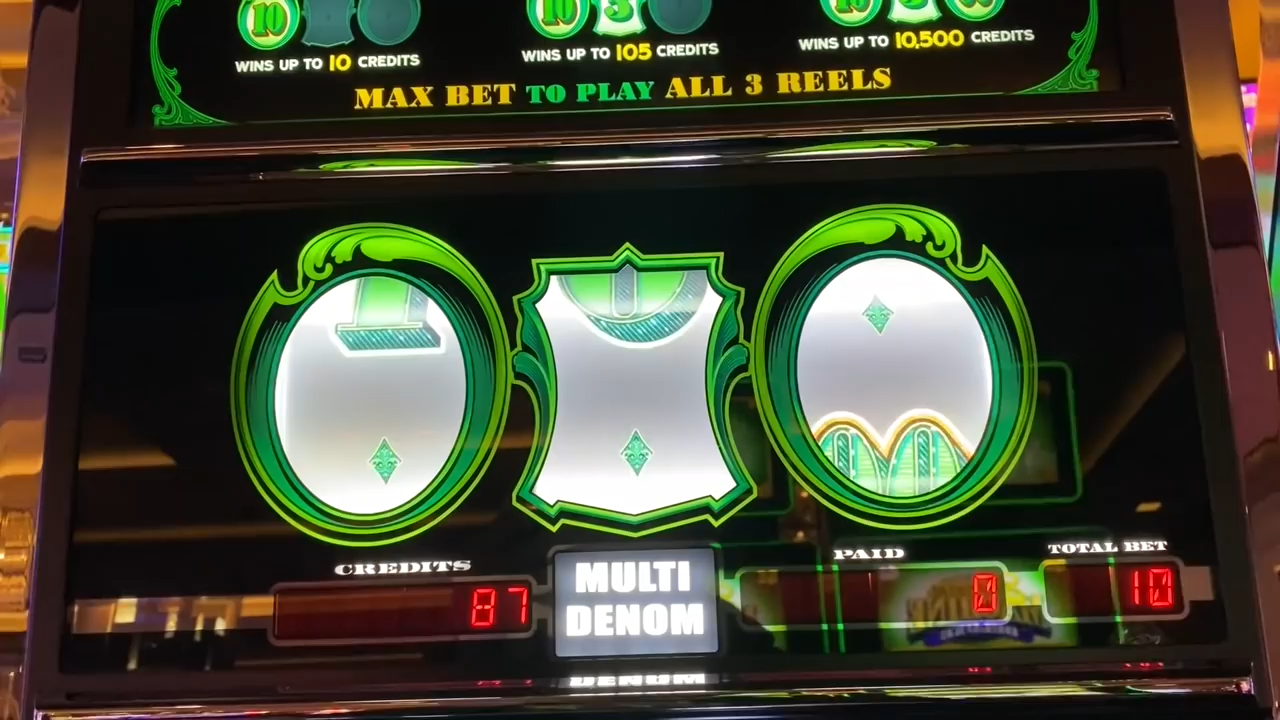 10
10 3
WINS UP TO 10 CREDITS
WINS UP TO 105 CREDITS
WINS UP TO 10,500 CREDITS
MAX BET TO PLAY ALL 3 REELS
CREDITS
87
MULTI
DENOM
PAID
0
TOTAL BET
10